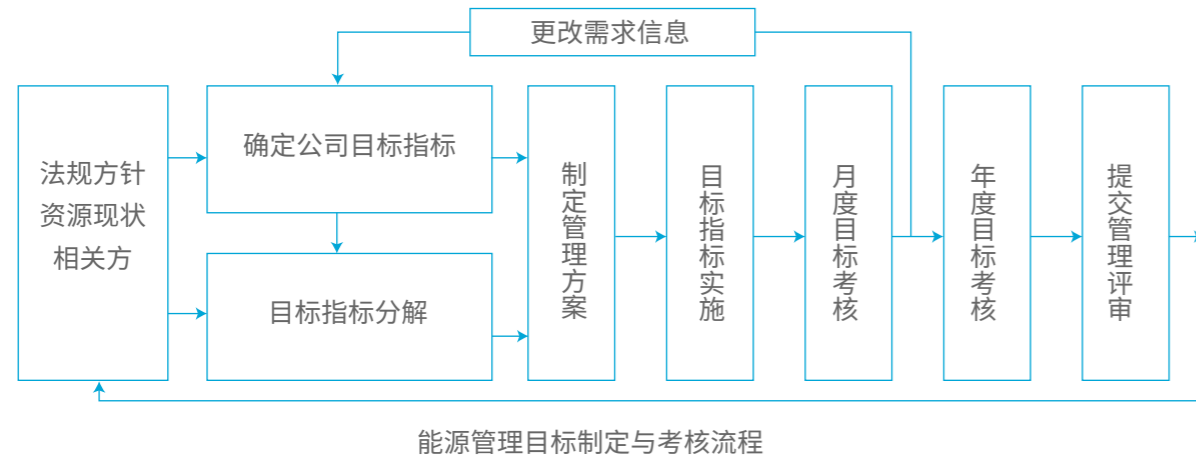 更改需求信息
法规方针
资源现状
相关方
确定公司目标指标
目标指标分解
制定管理方案
目标指标实施
月度目标考核
年度目标考核
提交管理评审
能源管理目标制定与考核流程